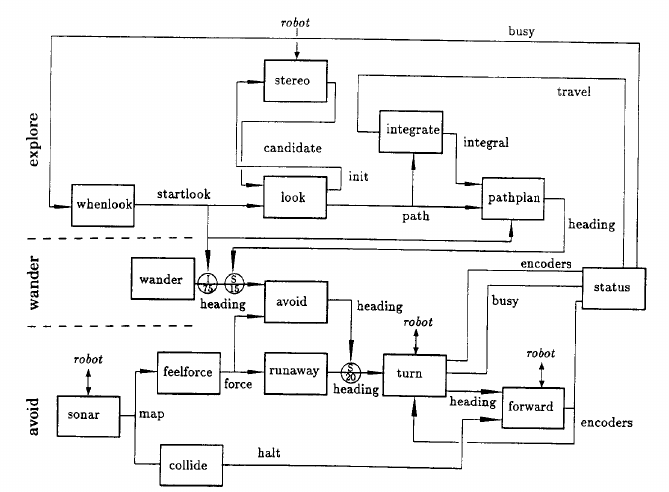 robot
busy
stereo
travel
explore
integrate
integral
candidate
init
startlook
whenlook
look
path
pathplan
heading
wander
wander
I
75
S
15
heading
avoid
encoders
status
busy
heading
robot
robot
robot
feelforce
force
runaway
S
20
heading
turn
heading
forward
avoid
sonar
map
encoders
collide
halt